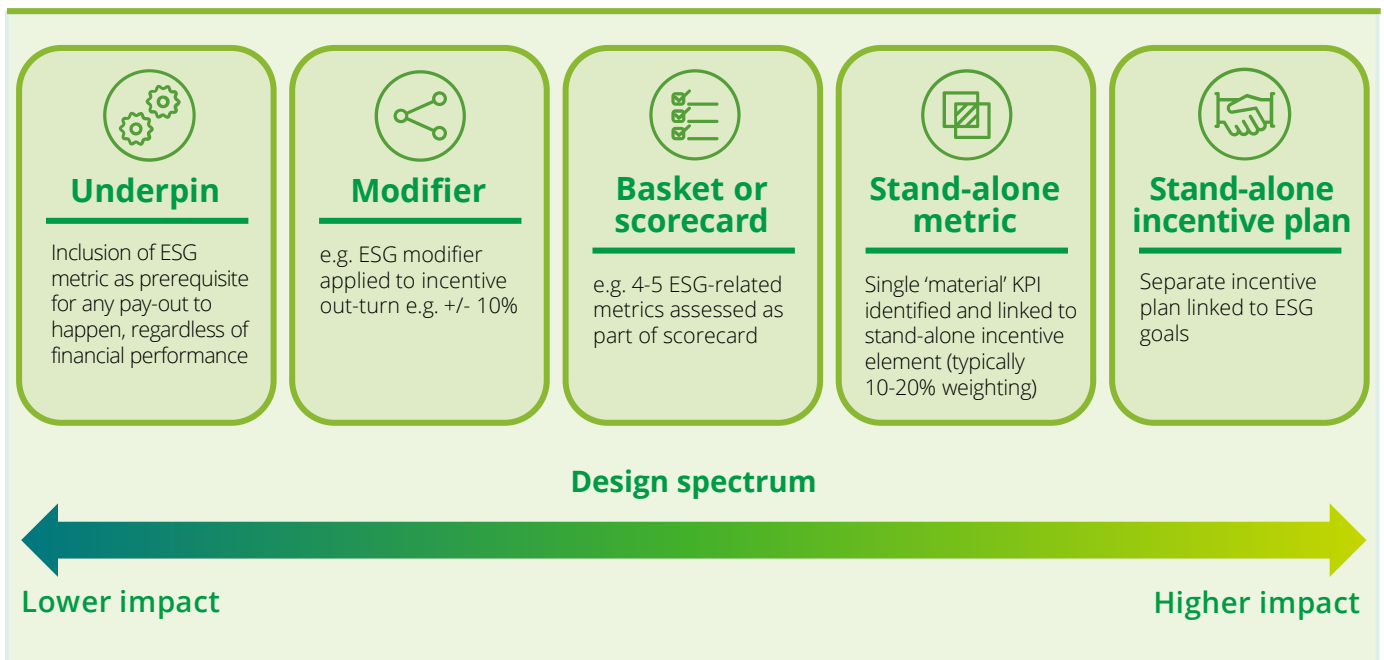 Underpin
Inclusion of ESG
metric as prerequisite
for any pay-out to
happen, regardless of
financial performance
Modifier
e.g. ESG modifier
applied to incentive
out-turn e.g. +/- 10%
Basket or
scorecard
e.g. 4-5 ESG-related
metrics assessed as
part of scorecard
Stand-alone
metric
Single ‘material’ KPI
identified and linked to
stand-alone incentive
element (typically
10-20% weighting)
Stand-alone
incentive plan
Separate incentive
plan linked to ESG
goals
Design spectrum
Lower impact
Higher impact